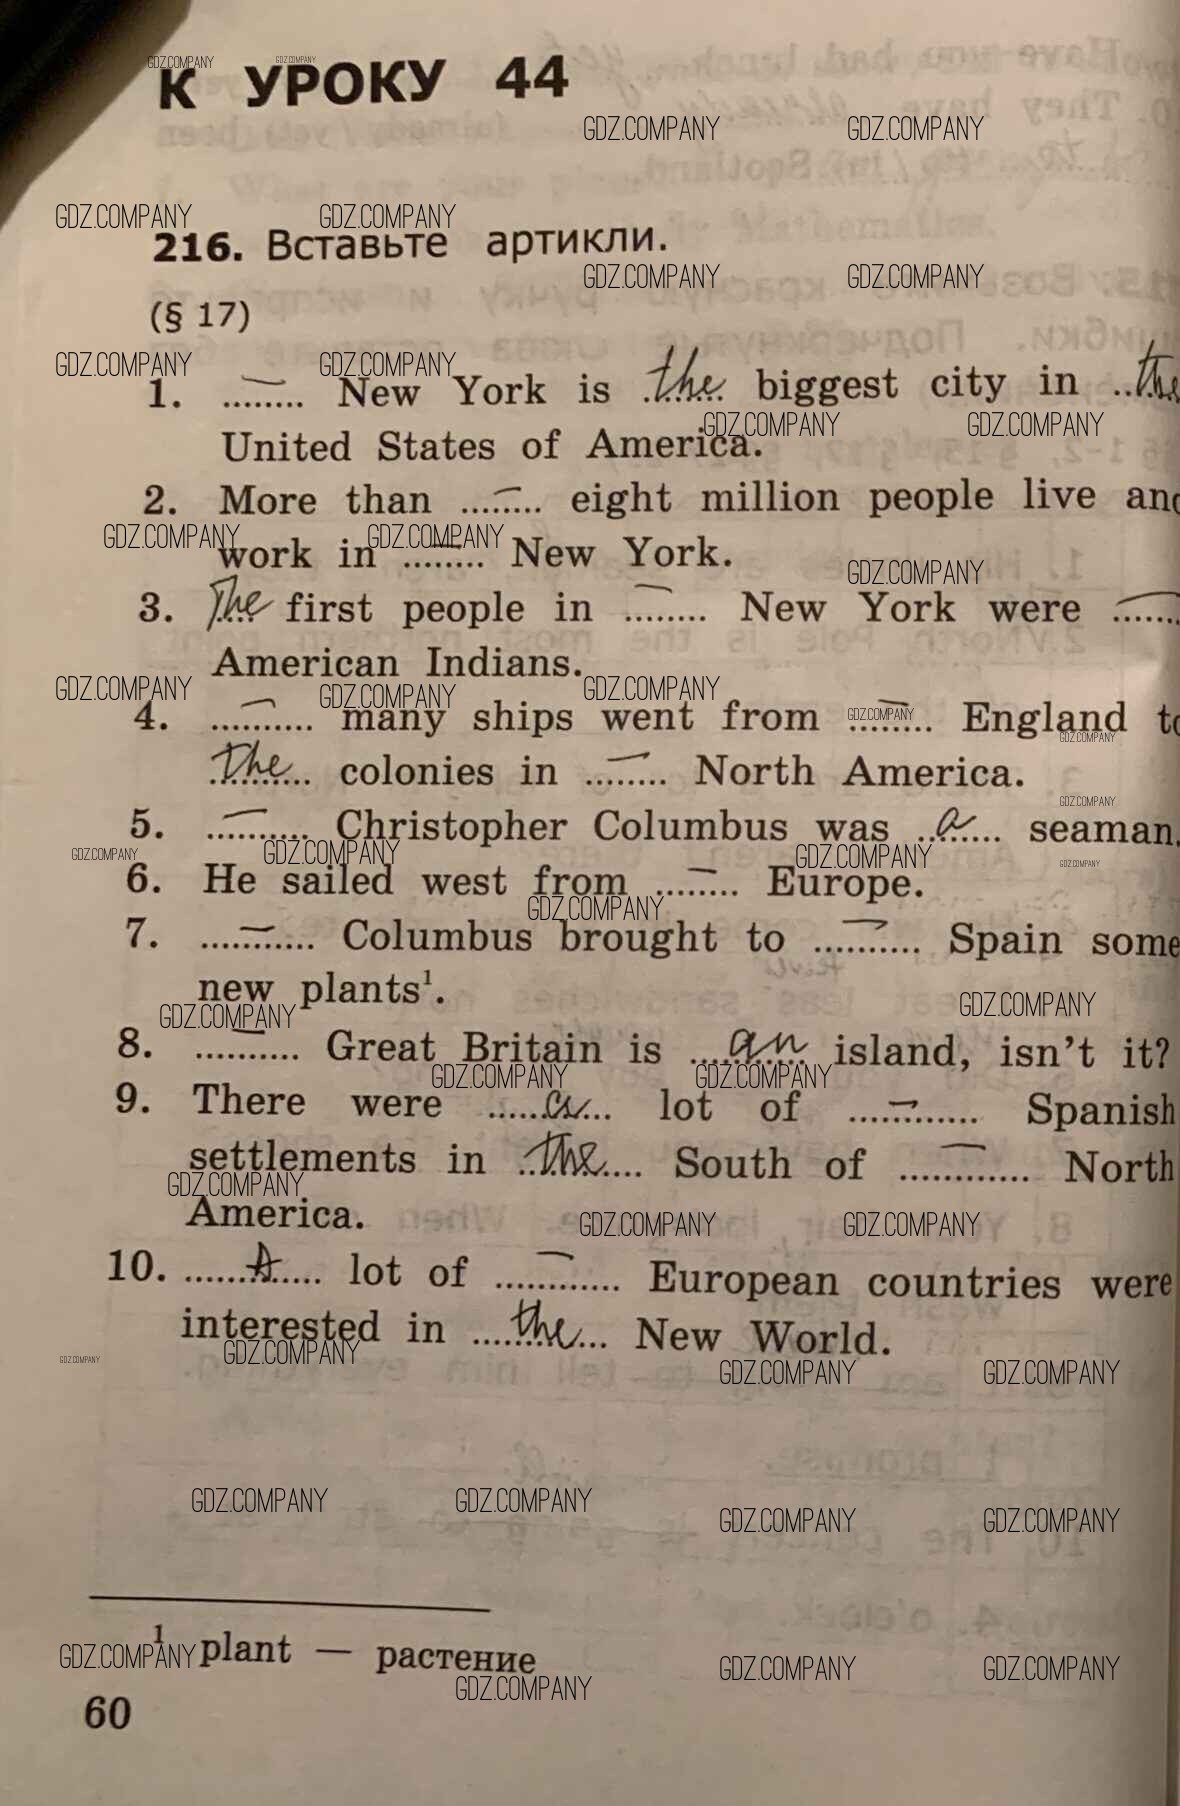 К УРОКУ 44
216. Вставьте артикли.
(§ 17)
1. ........ New York is the biggest city in ..the
United States of America.
2. More than ........ eight million people live and
work in ........ New York.
3. The first people in ........ New York were .......
American Indians.
4. .......... many ships went from ........ England to
The colonies in ........ North America.
5. .......... Christopher Columbus was ..a.... seaman.
6. He sailed west from ........ Europe.
7. ........... Columbus brought to .......... Spain some
new plants¹.
8. .......... Great Britain is ....an.... island, isn't it?
9. There were .....a.... lot of ............ Spanish
settlements in ..the.... South of ............ North
America.
10. ......A..... lot of ............ European countries were
interested in ....the... New World.
¹ plant — растение
60
GDZ.COMPANY